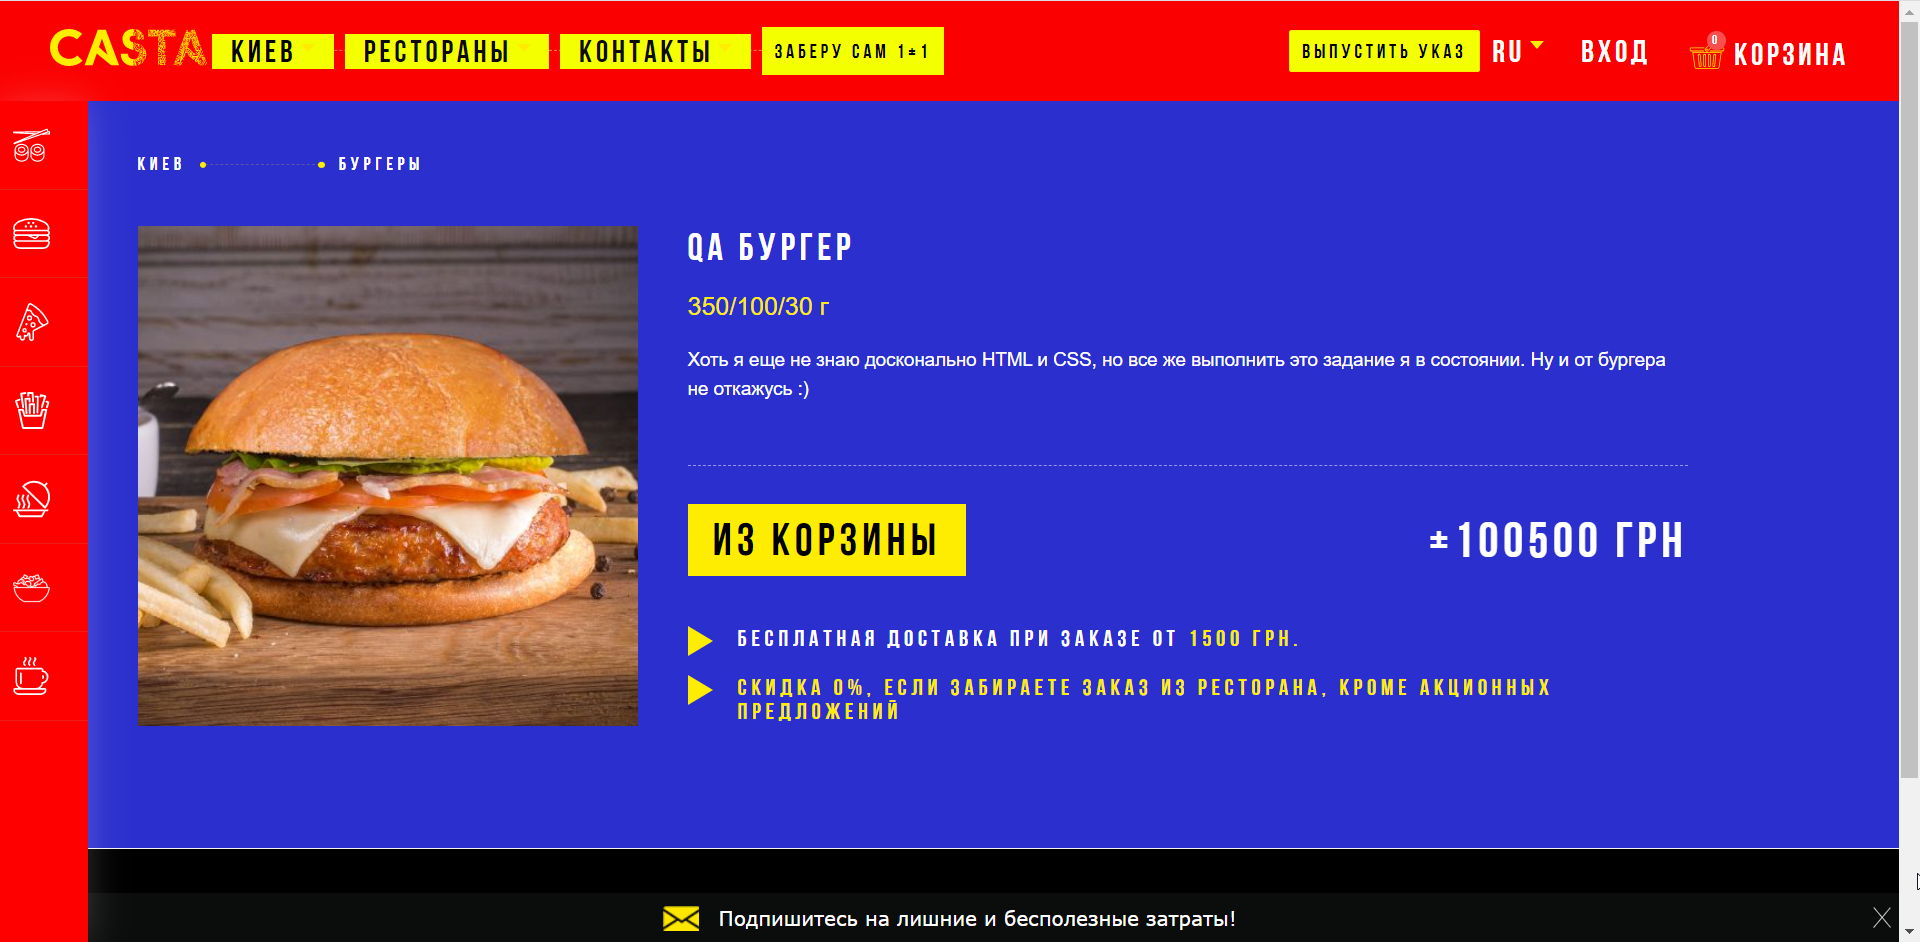 CASTA КИЕВ РЕСТОРАНЫ КОНТАКТЫ ЗАБЕРУ САМ 1±1 ВЫПУСТИТЬ УКАЗ RU ВХОД 0 КОРЗИНА
КИЕВ БУРГЕРЫ
QA БУРГЕР
350/100/30 г
Хоть я еще не знаю досконально HTML и CSS, но все же выполнить это задание я в состоянии. Ну и от бургера
не откажусь :)
ИЗ КОРЗИНЫ ±100500 ГРН
БЕСПЛАТНАЯ ДОСТАВКА ПРИ ЗАКАЗЕ ОТ 1500 ГРН.
СКИДКА 0%, ЕСЛИ ЗАБИРАЕТЕ ЗАКАЗ ИЗ РЕСТОРАНА, КРОМЕ АКЦИОННЫХ
ПРЕДЛОЖЕНИЙ
Подпишитесь на лишние и бесполезные затраты!